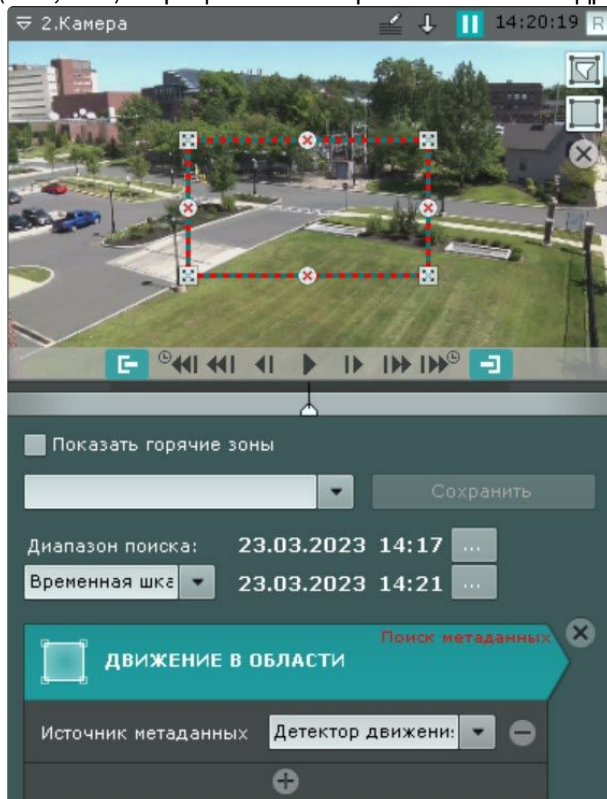 2.Камера 14:20:19 R
Показать горячие зоны
Сохранить
Диапазон поиска: 23.03.2023 14:17 ...
Временная шка 23.03.2023 14:21 ...
Поиск метаданных
ДВИЖЕНИЕ В ОБЛАСТИ
Источник метаданных Детектор движени